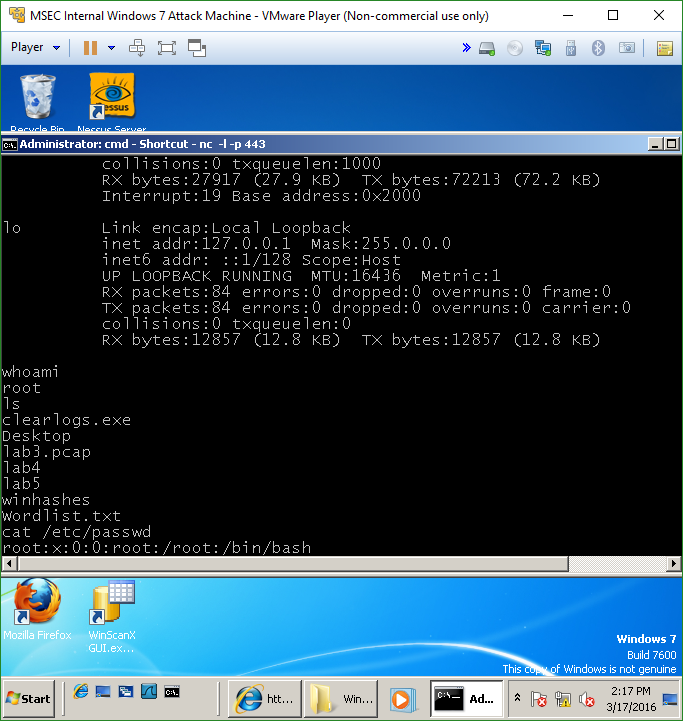 MSEC Internal Windows 7 Attack Machine - VMware Player (Non-commercial use only)
Player
Recycle Bin
Nessus Server
Administrator: cmd - Shortcut - nc -l -p 443
collisions:0 txqueuelen:1000
RX bytes:27917 (27.9 KB) TX bytes:72213 (72.2 KB)
Interrupt:19 Base address:0x2000
lo Link encap:Local Loopback
inet addr:127.0.0.1 Mask:255.0.0.0
inet6 addr: ::1/128 Scope:Host
UP LOOPBACK RUNNING MTU:16436 Metric:1
RX packets:84 errors:0 dropped:0 overruns:0 frame:0
TX packets:84 errors:0 dropped:0 overruns:0 carrier:0
collisions:0 txqueuelen:0
RX bytes:12857 (12.8 KB) TX bytes:12857 (12.8 KB)
whoami
root
ls
clearlogs.exe
Desktop
lab3.pcap
lab4
lab5
winhashes
Wordlist.txt
cat /etc/passwd
root:x:0:0:root:/root:/bin/bash
Mozilla Firefox
WinScanX
GUI.ex...
Windows 7
Build 7600
This copy of Windows is not genuine
Start
htt...
Win...
Ad...
2:17 PM
3/17/2016